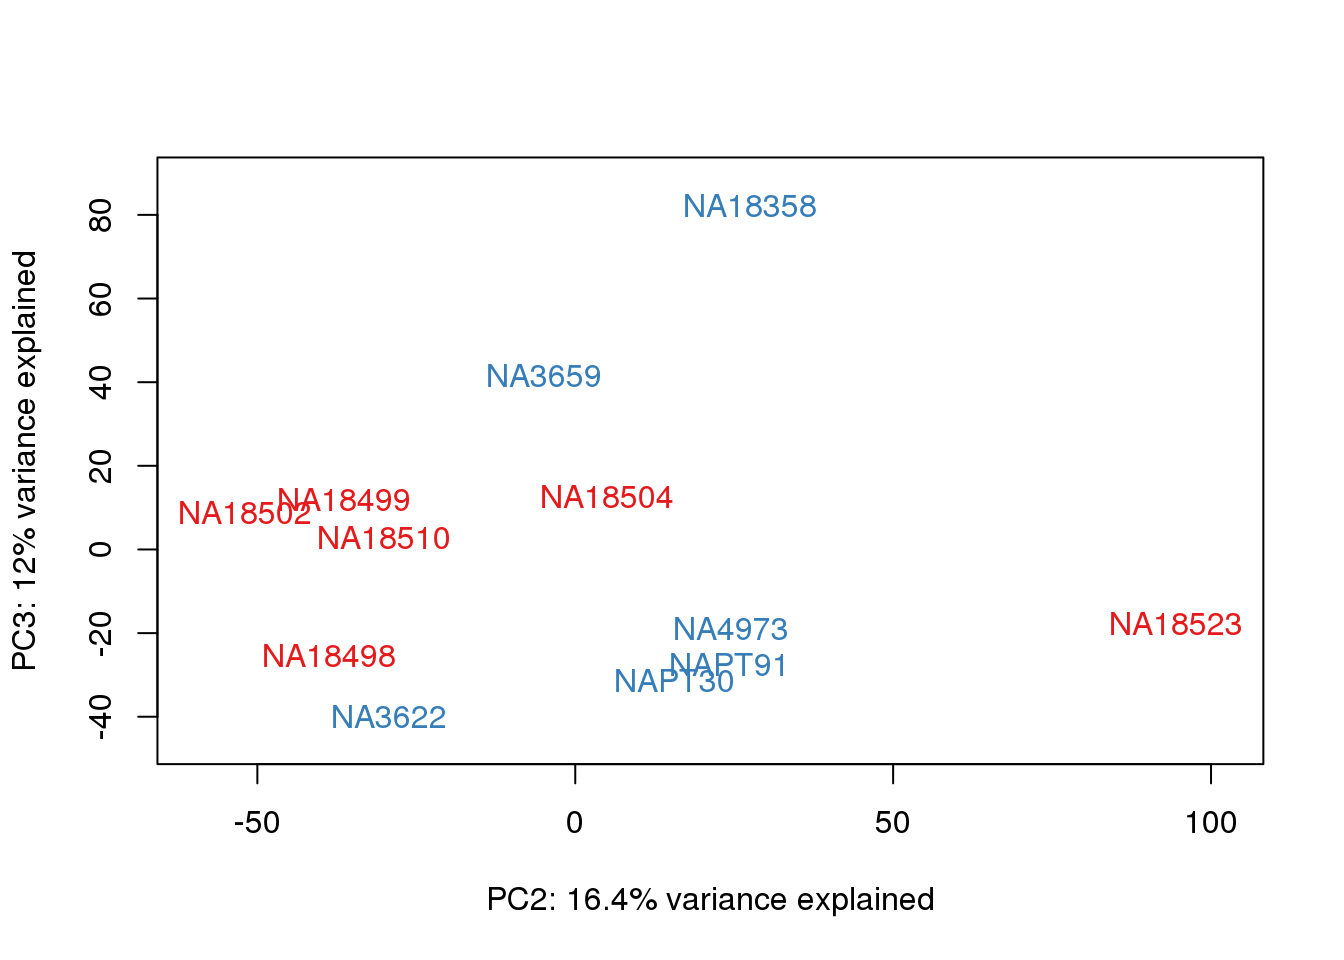 NA18358
NA3659
NA18499
NA18504
NA18502
NA18510
NA18523
NA4973
NA18498
NAPT91
NAPT30
NA3622
80
60
40
20
0
-20
-40
PC3: 12% variance explained
-50
0
50
100
PC2: 16.4% variance explained